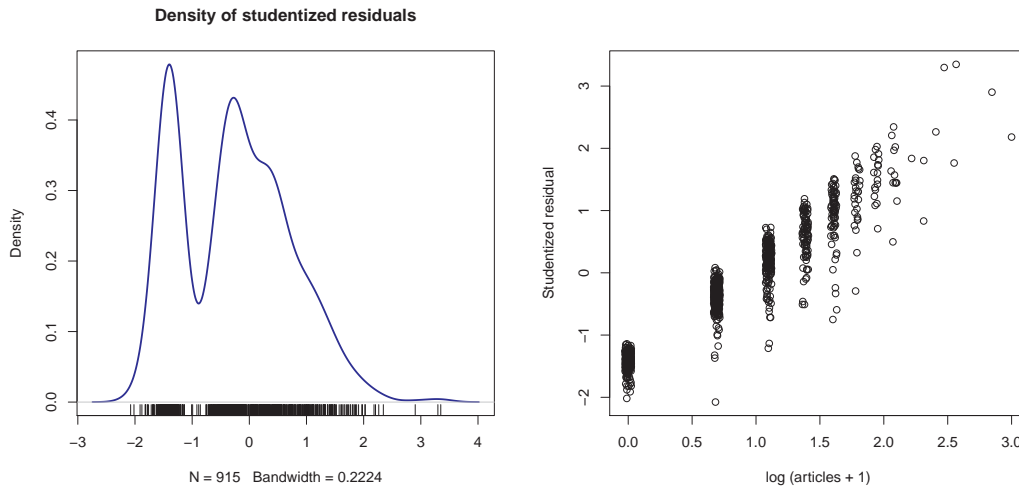 Density of studentized residuals
Density
0.0
0.1
0.2
0.3
0.4
−3 −2 −1 0 1 2 3 4
N = 915 Bandwidth = 0.2224
Studentized residual
−2
−1
0
1
2
3
0.0 0.5 1.0 1.5 2.0 2.5 3.0
log (articles + 1)